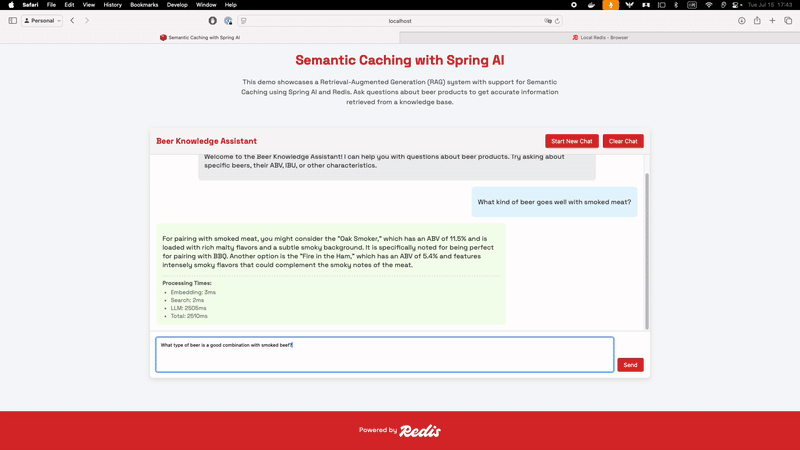 Safari File Edit View History Bookmarks Develop Window Help Tue Jul 15 17:43
Personal localhost
Semantic Caching with Spring AI Local Redis - Browser
Semantic Caching with Spring AI
This demo showcases a Retrieval-Augmented Generation (RAG) system with support for Semantic
Caching using Spring AI and Redis. Ask questions about beer products to get accurate information
retrieved from a knowledge base.
Beer Knowledge Assistant Start New Chat Clear Chat
Welcome to the Beer Knowledge Assistant! I can help you with questions about beer products. Try asking about
specific beers, their ABV, IBU, or other characteristics.
What kind of beer goes well with smoked meat?
For pairing with smoked meat, you might consider the "Oak Smoker," which has an ABV of 11.5% and is
loaded with rich malty flavors and a subtle smoky background. It is specifically noted for being perfect
for pairing with BBQ. Another option is the "Fire in the Ham," which has an ABV of 5.4% and features
intensely smoky flavors that could complement the smoky notes of the meat.
Processing Times:
• Embedding: 3ms
• Search: 2ms
• LLM: 2505ms
• Total: 2510ms
What type of beer is a good combination with smoked beef?
Send
Powered by Redis